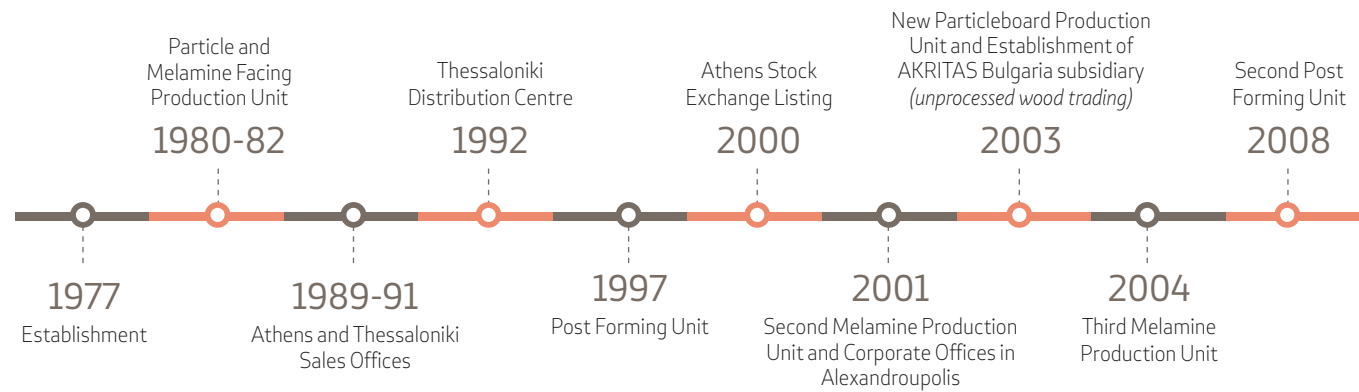 1977
Establishment
Particle and
Melamine Facing
Production Unit
1980-82
1989-91
Athens and Thessaloniki
Sales Offices
Thessaloniki
Distribution Centre
1992
1997
Post Forming Unit
Athens Stock
Exchange Listing
2000
2001
Second Melamine Production
Unit and Corporate Offices in
Alexandroupolis
New Particleboard Production
Unit and Establishment of
AKRITAS Bulgaria subsidiary
(unprocessed wood trading)
2003
2004
Third Melamine
Production Unit
Second Post
Forming Unit
2008